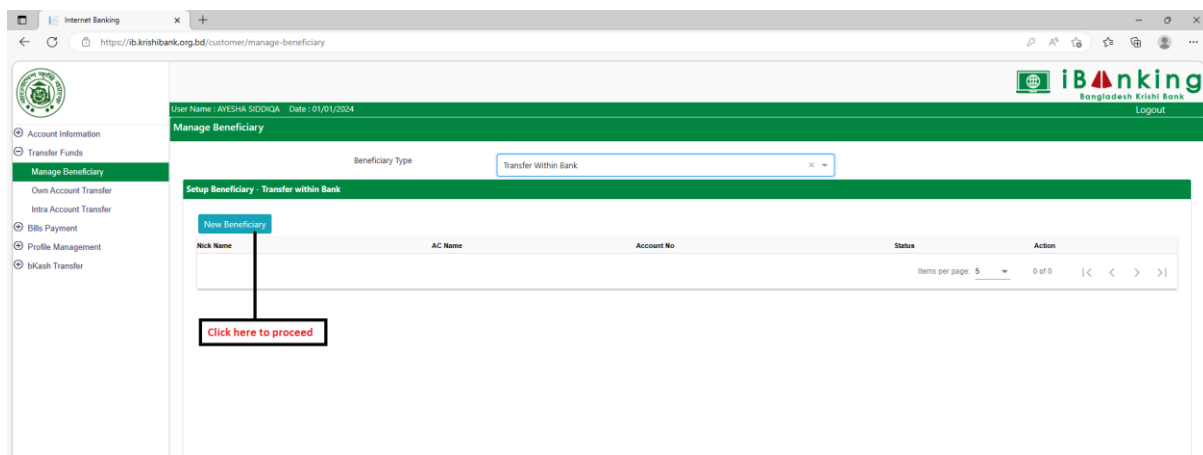 Internet Banking
https://ib.krishibank.org.bd/customer/manage-beneficiary
iBanking
Bangladesh Krishi Bank
User Name : AYESHA SIDDIQA Date : 01/01/2024
Logout
Manage Beneficiary
Account Information
Transfer Funds
Manage Beneficiary
Own Account Transfer
Intra Account Transfer
Bills Payment
Profile Management
bKash Transfer
Beneficiary Type
Transfer Within Bank
Setup Beneficiary - Transfer within Bank
New Beneficiary
Nick Name AC Name Account No Status Action
Items per page: 5 0 of 0
Click here to proceed